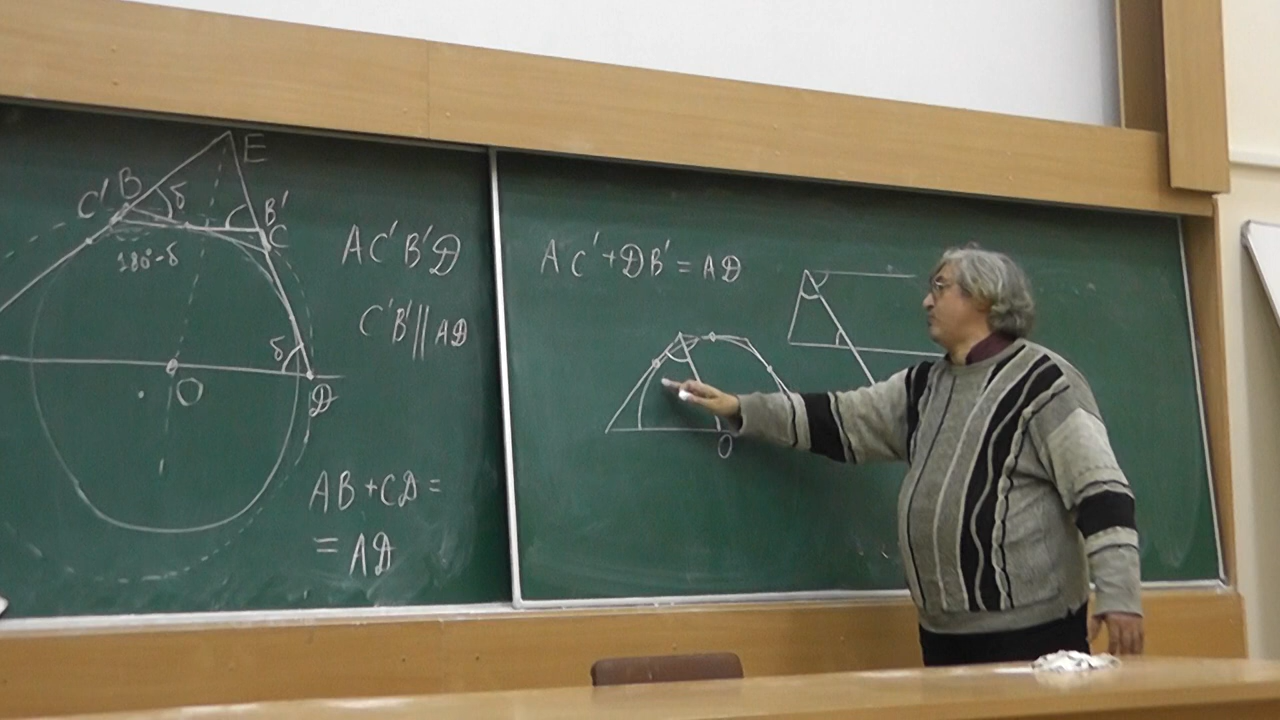 E
C' B δ
B'
C
180°-δ
δ
O
D
AC'B'D
C'B' || AD
AB+CD=
=AD
AC'+DB'=AD
O